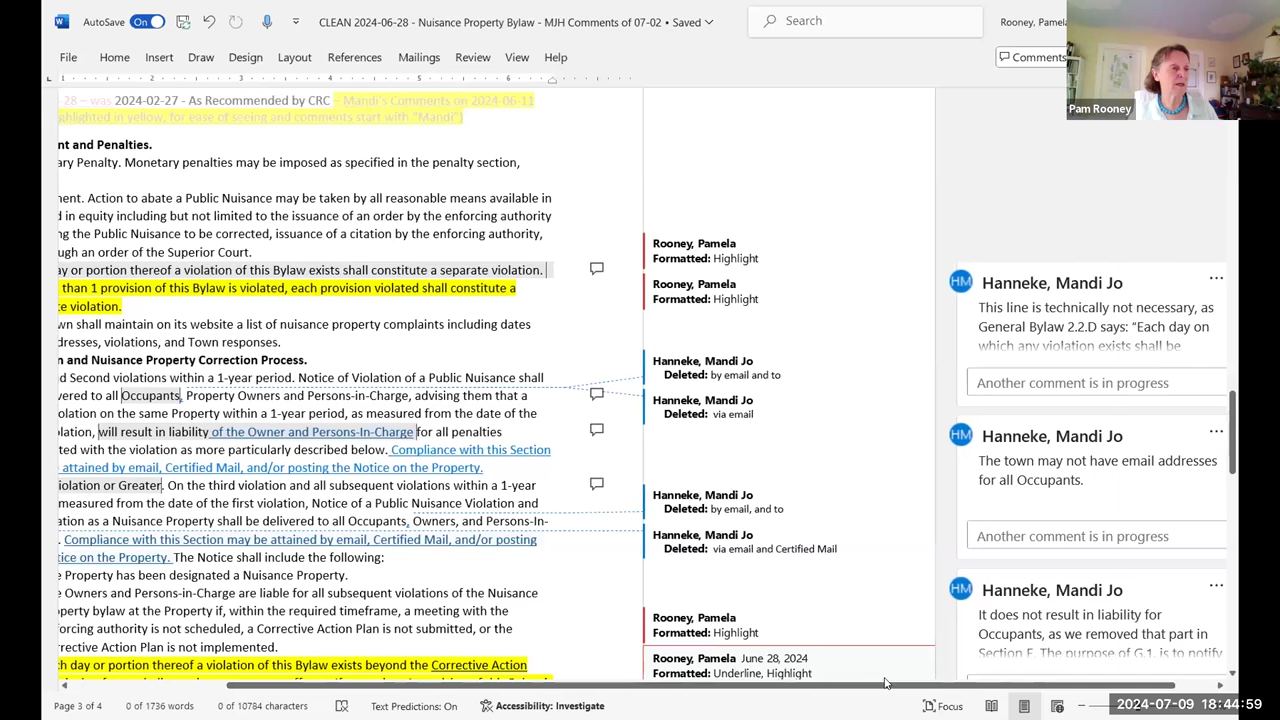 AutoSave On CLEAN 2024-06-28 - Nuisance Property Bylaw - MJH Comments of 07-02 • Saved Search Rooney, Pamela
File Home Insert Draw Design Layout References Mailings Review View Help Comments
Pam Rooney
1 2 3 4 5 6
28 – was 2024-02-27 - As Recommended by CRC – Mandi's Comments on 2024-06-11
ghlighted in yellow, for ease of seeing and comments start with "Mandi")
nt and Penalties.
ary Penalty. Monetary penalties may be imposed as specified in the penalty section,
ment. Action to abate a Public Nuisance may be taken by all reasonable means available in
d in equity including but not limited to the issuance of an order by the enforcing authority
ng the Public Nuisance to be corrected, issuance of a citation by the enforcing authority,
ough an order of the Superior Court.
ay or portion thereof a violation of this Bylaw exists shall constitute a separate violation.
than 1 provision of this Bylaw is violated, each provision violated shall constitute a
te violation.
wn shall maintain on its website a list of nuisance property complaints including dates
dresses, violations, and Town responses.
n and Nuisance Property Correction Process.
d Second violations within a 1-year period. Notice of Violation of a Public Nuisance shall
vered to all Occupants, Property Owners and Persons-in-Charge, advising them that a
olation on the same Property within a 1-year period, as measured from the date of the
olation, will result in liability of the Owner and Persons-In-Charge for all penalties
ted with the violation as more particularly described below. Compliance with this Section
attained by email, Certified Mail, and/or posting the Notice on the Property.
iolation or Greater. On the third violation and all subsequent violations within a 1-year
measured from the date of the first violation, Notice of a Public Nuisance Violation and
ation as a Nuisance Property shall be delivered to all Occupants, Owners, and Persons-In-
. Compliance with this Section may be attained by email, Certified Mail, and/or posting
tice on the Property. The Notice shall include the following:
e Property has been designated a Nuisance Property.
e Owners and Persons-in-Charge are liable for all subsequent violations of the Nuisance
operty bylaw at the Property if, within the required timeframe, a meeting with the
forcing authority is not scheduled, a Corrective Action Plan is not submitted, or the
rrective Action Plan is not implemented.
ch day or portion thereof a violation of this Bylaw exists beyond the Corrective Action
Rooney, Pamela
Formatted: Highlight
Rooney, Pamela
Formatted: Highlight
Hanneke, Mandi Jo
Deleted: by email and to
Hanneke, Mandi Jo
Deleted: via email
Hanneke, Mandi Jo
Deleted: by email, and to
Hanneke, Mandi Jo
Deleted: via email and Certified Mail
Rooney, Pamela
Formatted: Highlight
Rooney, Pamela June 28, 2024
Formatted: Underline, Highlight
HM Hanneke, Mandi Jo
This line is technically not necessary, as
General Bylaw 2.2.D says: "Each day on
which any violation exists shall be
Another comment is in progress
HM Hanneke, Mandi Jo
The town may not have email addresses
for all Occupants.
Another comment is in progress
HM Hanneke, Mandi Jo
It does not result in liability for
Occupants, as we removed that part in
Section F. The purpose of G.1. is to notify
Page 3 of 4 0 of 1736 words 0 of 10784 characters Text Predictions: On Accessibility: Investigate Focus
2024-07-09 18:44:59